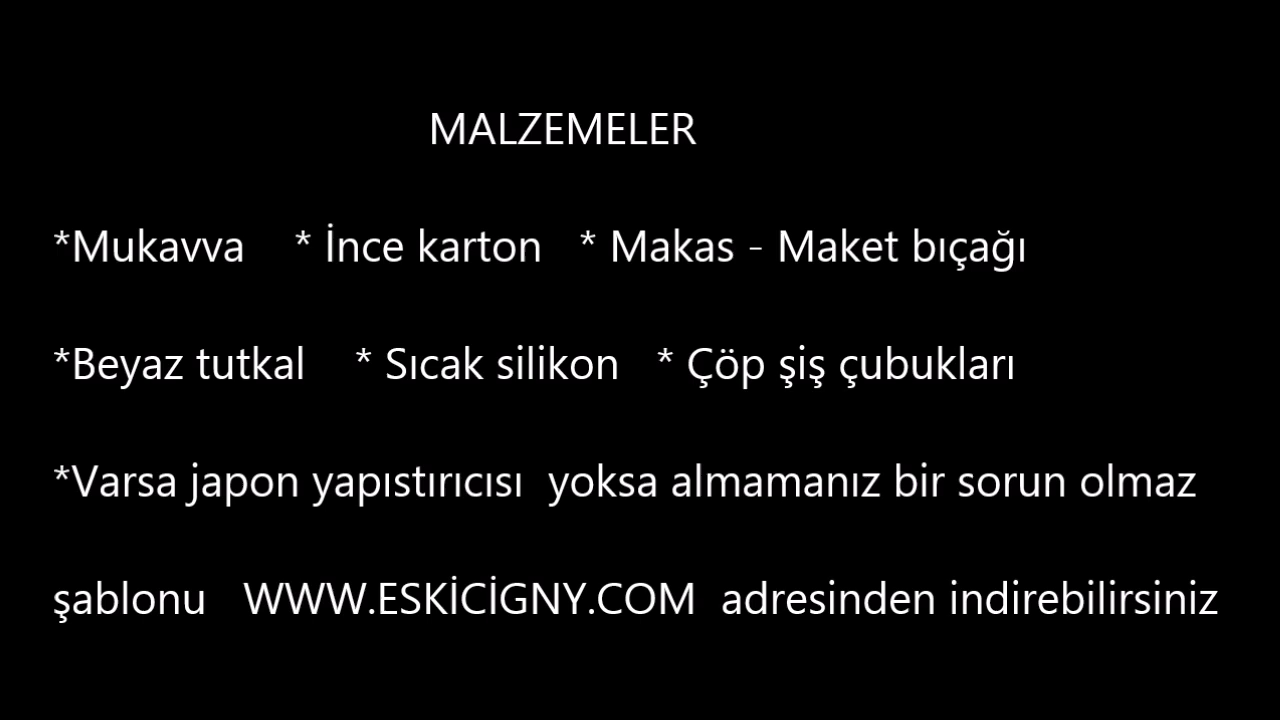 MALZEMELER
*Mukavva * İnce karton * Makas - Maket bıçağı
*Beyaz tutkal * Sıcak silikon * Çöp şiş çubukları
*Varsa japon yapıstırıcısı yoksa almamanız bir sorun olmaz
şablonu WWW.ESKİCİGNY.COM adresinden indirebilirsiniz